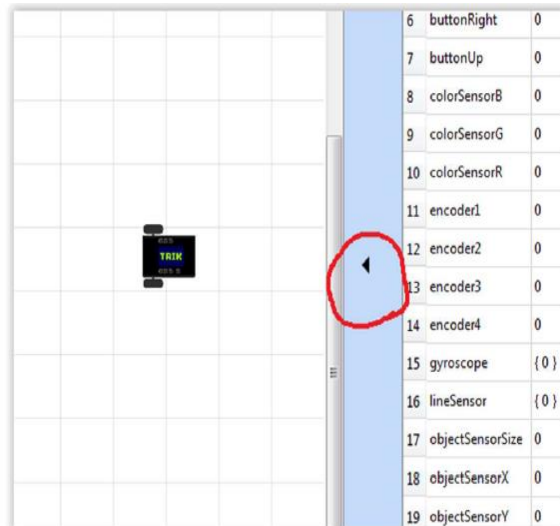 6 buttonRight 0
7 buttonUp 0
8 colorSensorB 0
9 colorSensorG 0
10 colorSensorR 0
11 encoder1 0
TRIK
12 encoder2 0
13 encoder3 0
14 encoder4 0
15 gyroscope {0}
16 lineSensor {0}
17 objectSensorSize 0
18 objectSensorX 0
19 objectSensorY 0